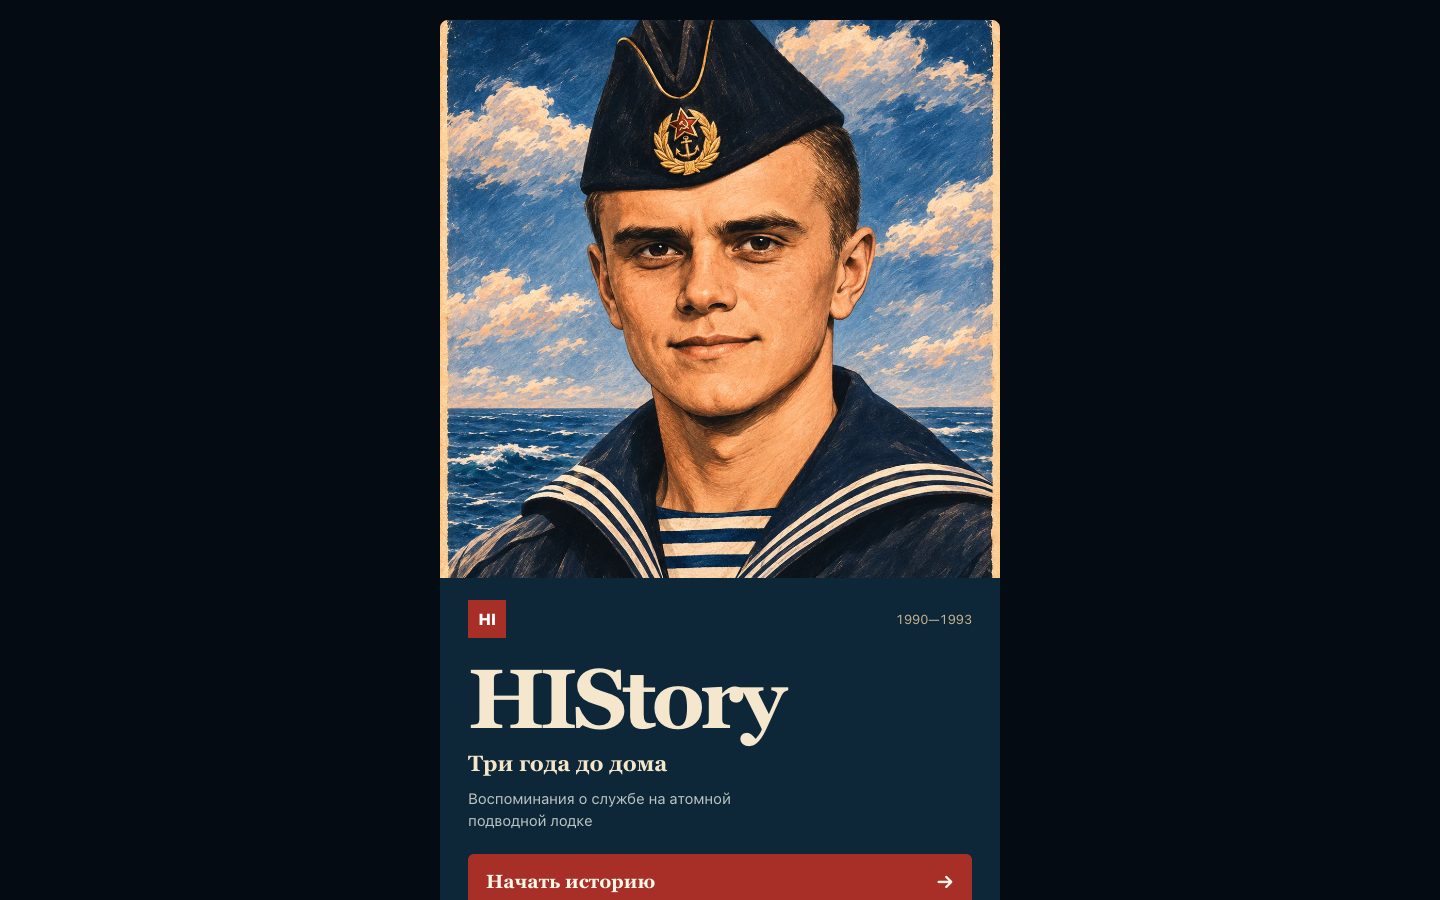 HI
1990—1993
HIStory
Три года до дома
Воспоминания о службе на атомной
подводной лодке
Начать историю →